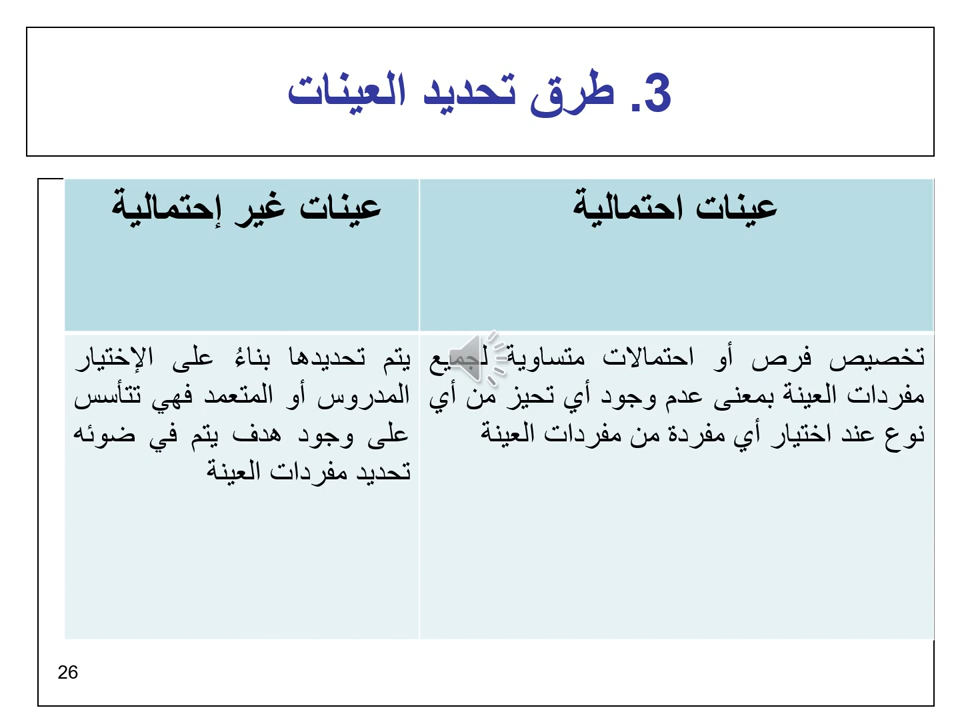 3. طرق تحديد العينات
عينات احتمالية
عينات غير إحتمالية
تخصيص فرص أو احتمالات متساوية لجميع
مفردات العينة بمعنى عدم وجود أي تحيز من أي
نوع عند اختيار أي مفردة من مفردات العينة
يتم تحديدها بناءُ على الإختيار
المدروس أو المتعمد فهي تتأسس
على وجود هدف يتم في ضوئه
تحديد مفردات العينة
26